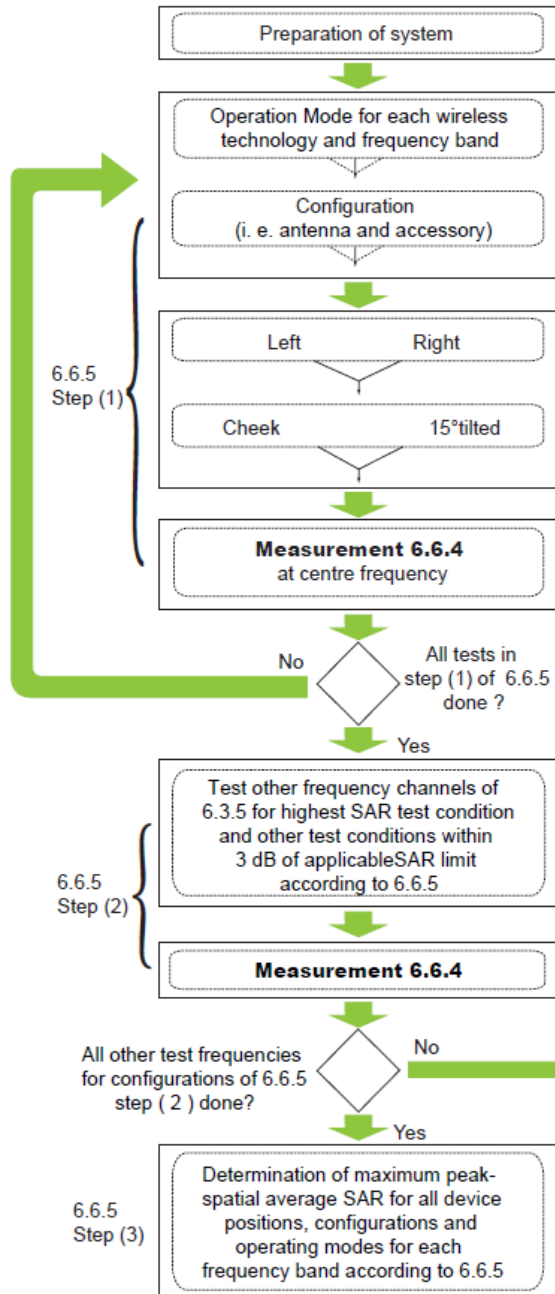 Preparation of system
Operation Mode for each wireless
technology and frequency band
Configuration
(i. e. antenna and accessory)
Left Right
6.6.5
Step (1)
Cheek 15°tilted
Measurement 6.6.4
at centre frequency
No
All tests in
step (1) of 6.6.5
done ?
Yes
Test other frequency channels of
6.3.5 for highest SAR test condition
and other test conditions within
3 dB of applicableSAR limit
according to 6.6.5
6.6.5
Step (2)
Measurement 6.6.4
All other test frequencies
for configurations of 6.6.5
step ( 2 ) done?
No
Yes
6.6.5
Step (3)
Determination of maximum peak-
spatial average SAR for all device
positions, configurations and
operating modes for each
frequency band according to 6.6.5